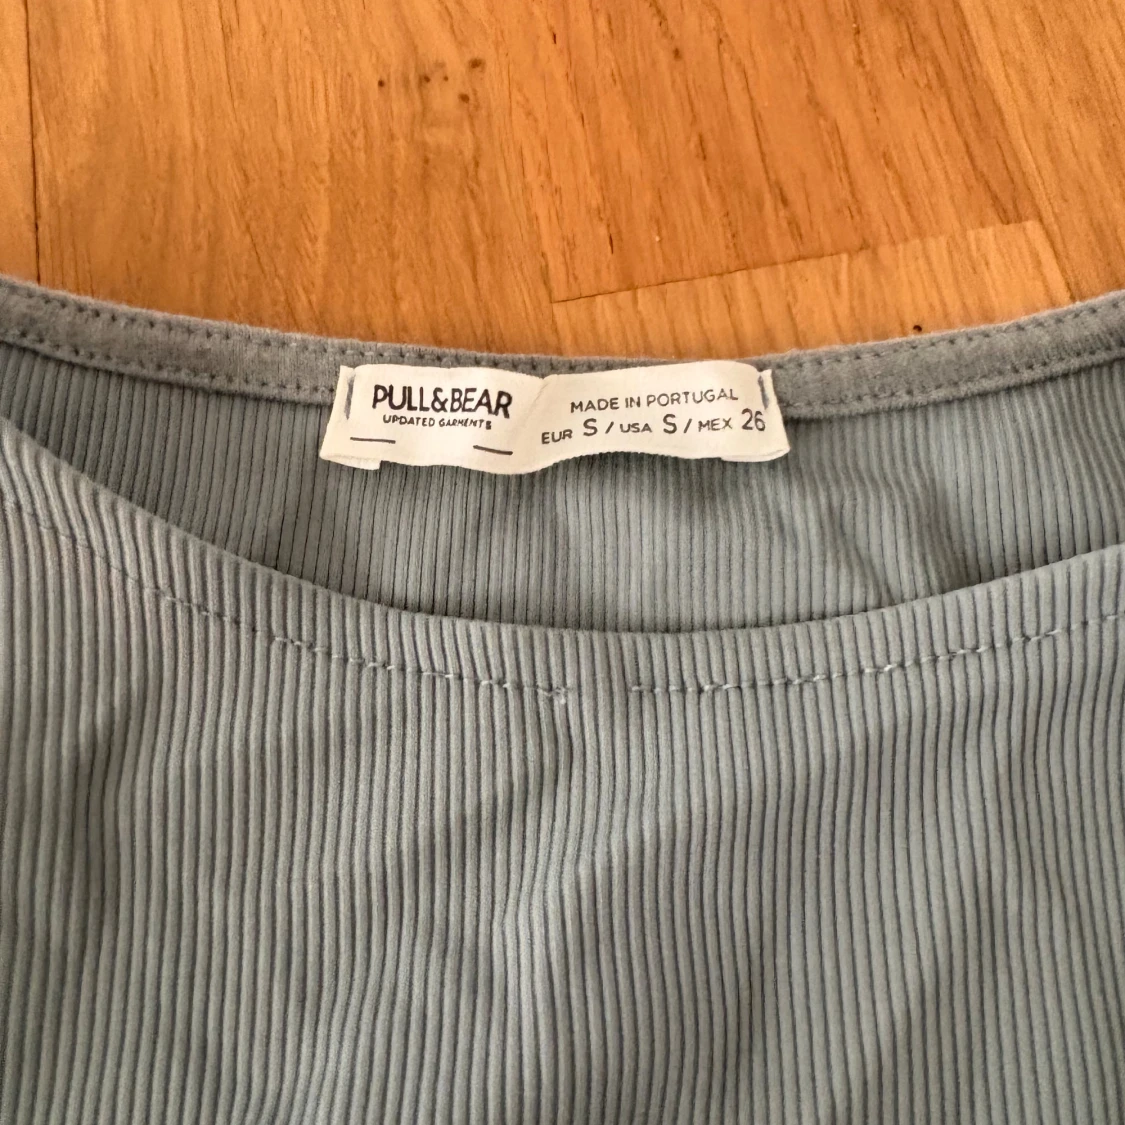 PULL&BEAR
UPDATED GARMENTS
MADE IN PORTUGAL
EUR S / USA S / MEX 26